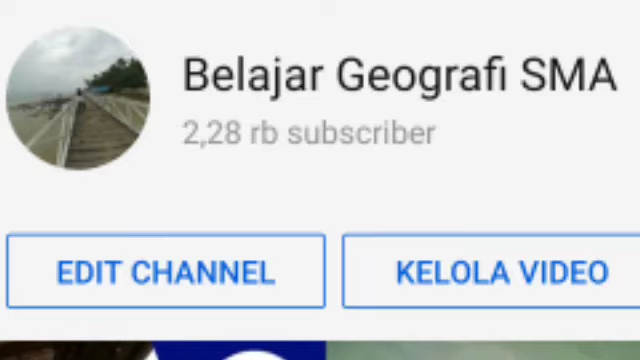 Belajar Geografi SMA
2,28 rb subscriber
EDIT CHANNEL
KELOLA VIDEO